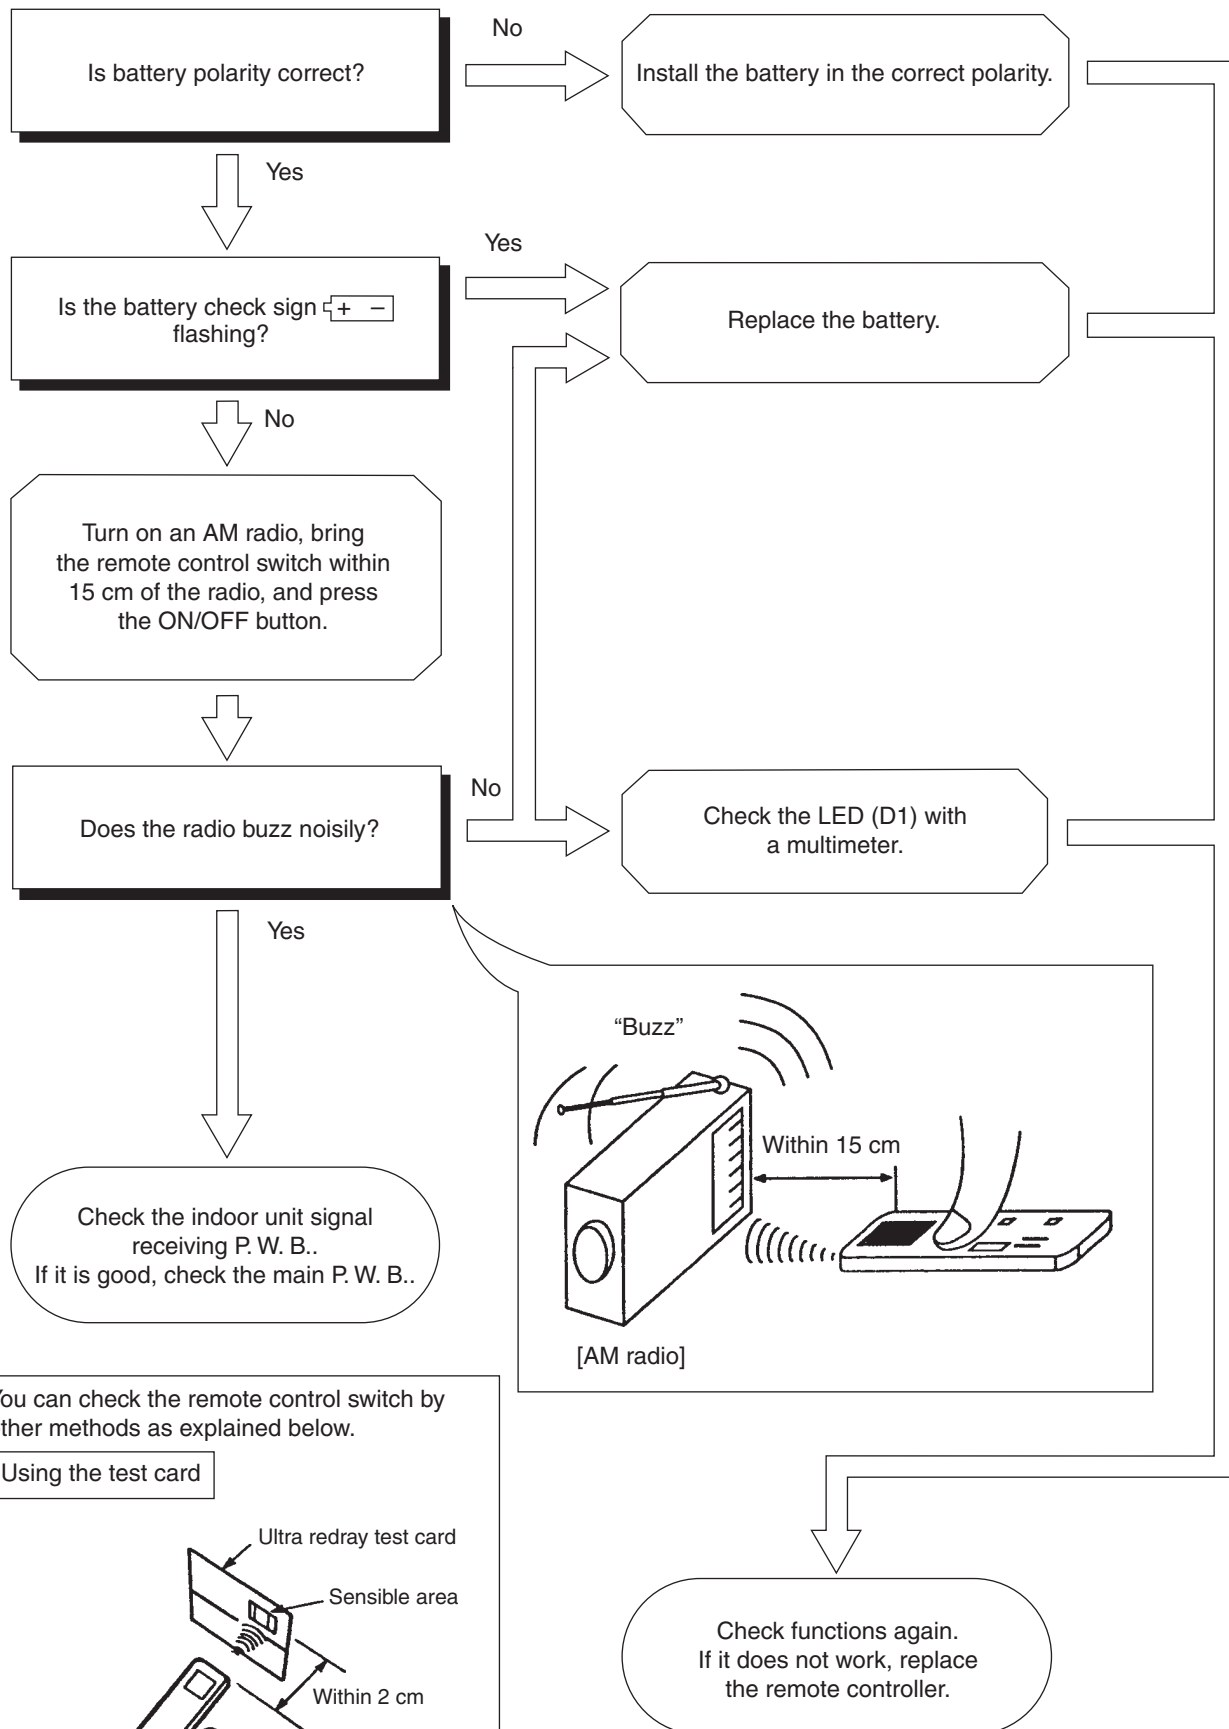 Is battery polarity correct?
No
Install the battery in the correct polarity.
Yes
Is the battery check sign + −
flashing?
Yes
Replace the battery.
No
Turn on an AM radio, bring
the remote control switch within
15 cm of the radio, and press
the ON/OFF button.
Does the radio buzz noisily?
No
Check the LED (D1) with
a multimeter.
Yes
“Buzz”
Within 15 cm
[AM radio]
Check the indoor unit signal
receiving P. W. B..
If it is good, check the main P. W. B..
You can check the remote control switch by
other methods as explained below.
Using the test card
Ultra redray test card
Sensible area
Within 2 cm
Check functions again.
If it does not work, replace
the remote controller.